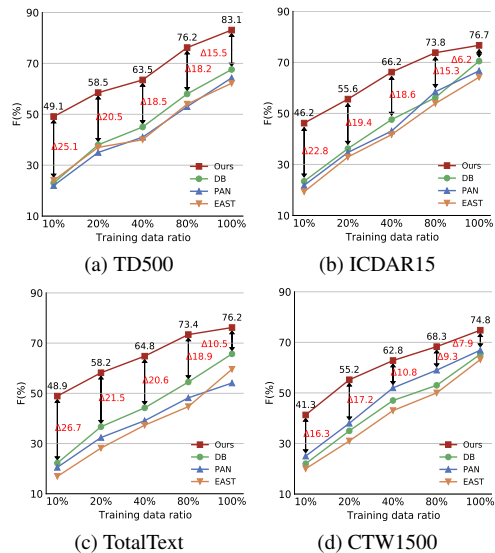 90
70
50
30
10
F(%)
49.1
58.5
63.5
76.2
83.1
Δ25.1
Δ20.5
Δ18.5
Δ18.2
Δ15.5
Ours
DB
PAN
EAST
10% 20% 40% 80% 100%
Training data ratio
(a) TD500
90
70
50
30
10
F(%)
46.2
55.6
66.2
73.8
76.7
Δ22.8
Δ19.4
Δ18.6
Δ15.3
Δ6.2
Ours
DB
PAN
EAST
10% 20% 40% 80% 100%
Training data ratio
(b) ICDAR15
90
70
50
30
10
F(%)
48.9
58.2
64.8
73.4
76.2
Δ26.7
Δ21.5
Δ20.6
Δ18.9
Δ10.5
Ours
DB
PAN
EAST
10% 20% 40% 80% 100%
Training data ratio
(c) TotalText
90
70
50
30
10
F(%)
41.3
55.2
62.8
68.3
74.8
Δ16.3
Δ17.2
Δ10.8
Δ9.3
Δ7.9
Ours
DB
PAN
EAST
10% 20% 40% 80% 100%
Training data ratio
(d) CTW1500